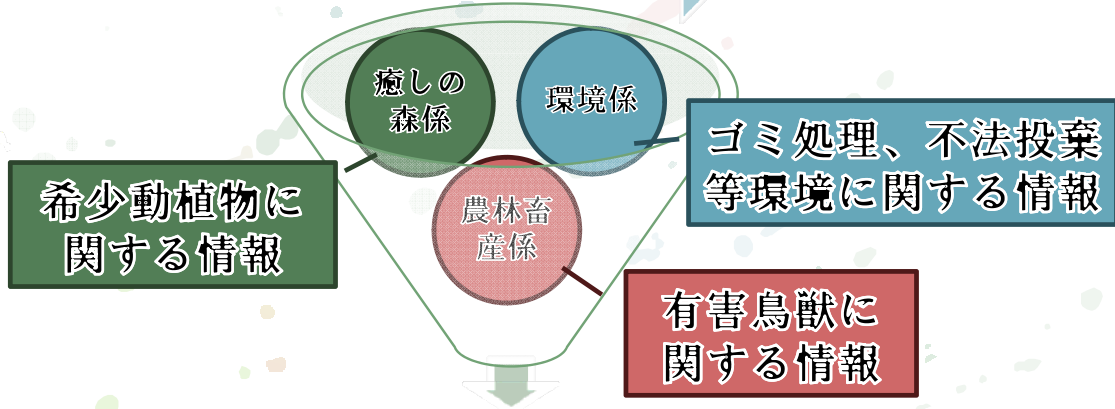 癒しの
森係
環境係
農林畜
産係
希少動植物に
関する情報
ゴミ処理、不法投棄
等環境に関する情報
有害鳥獣に
関する情報